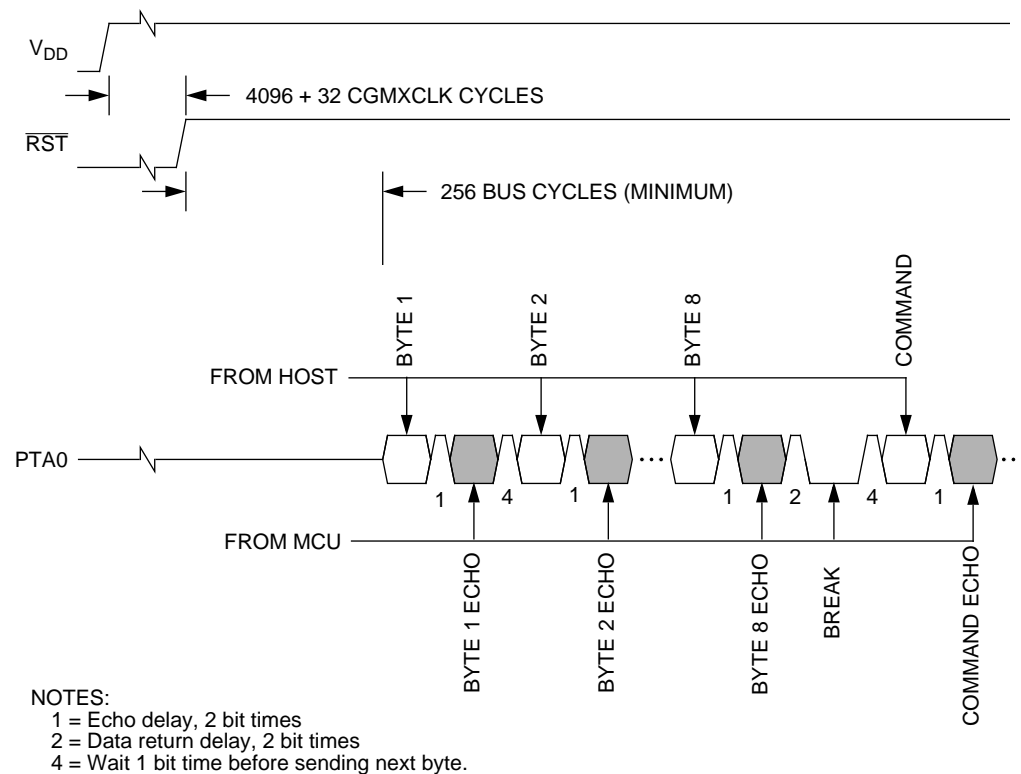 VDD
4096 + 32 CGMXCLK CYCLES
RST
256 BUS CYCLES (MINIMUM)
BYTE 1
BYTE 2
BYTE 8
COMMAND
FROM HOST
PTA0
1
4
1
1
2
4
1
FROM MCU
BYTE 1 ECHO
BYTE 2 ECHO
BYTE 8 ECHO
BREAK
COMMAND ECHO
NOTES:
1 = Echo delay, 2 bit times
2 = Data return delay, 2 bit times
4 = Wait 1 bit time before sending next byte.